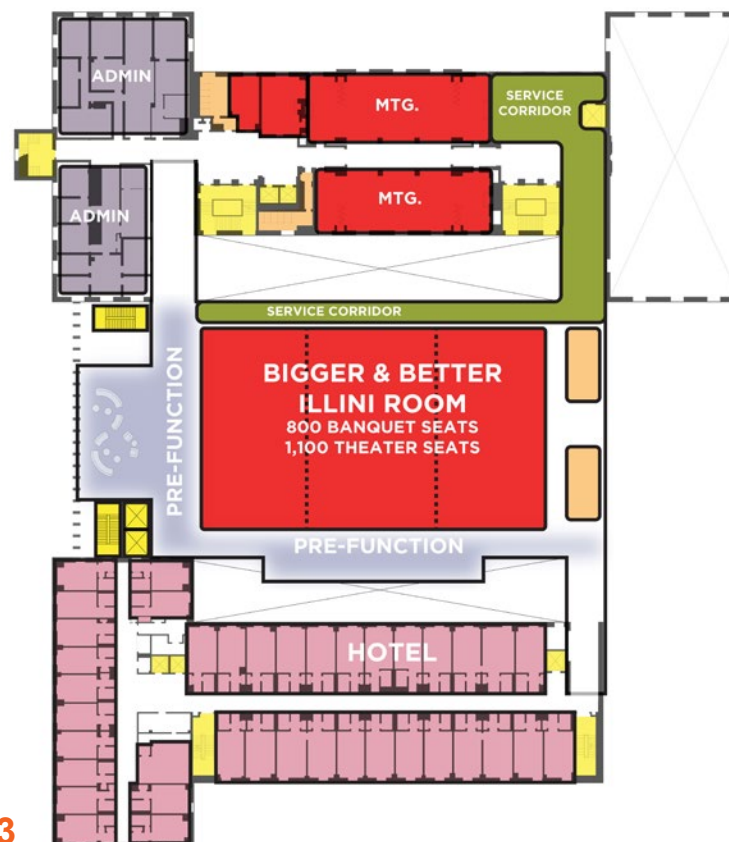 ADMIN
MTG.
SERVICE
CORRIDOR
MTG.
ADMIN
SERVICE CORRIDOR
PRE-FUNCTION
BIGGER & BETTER
ILLINI ROOM
800 BANQUET SEATS
1,100 THEATER SEATS
PRE-FUNCTION
HOTEL
3